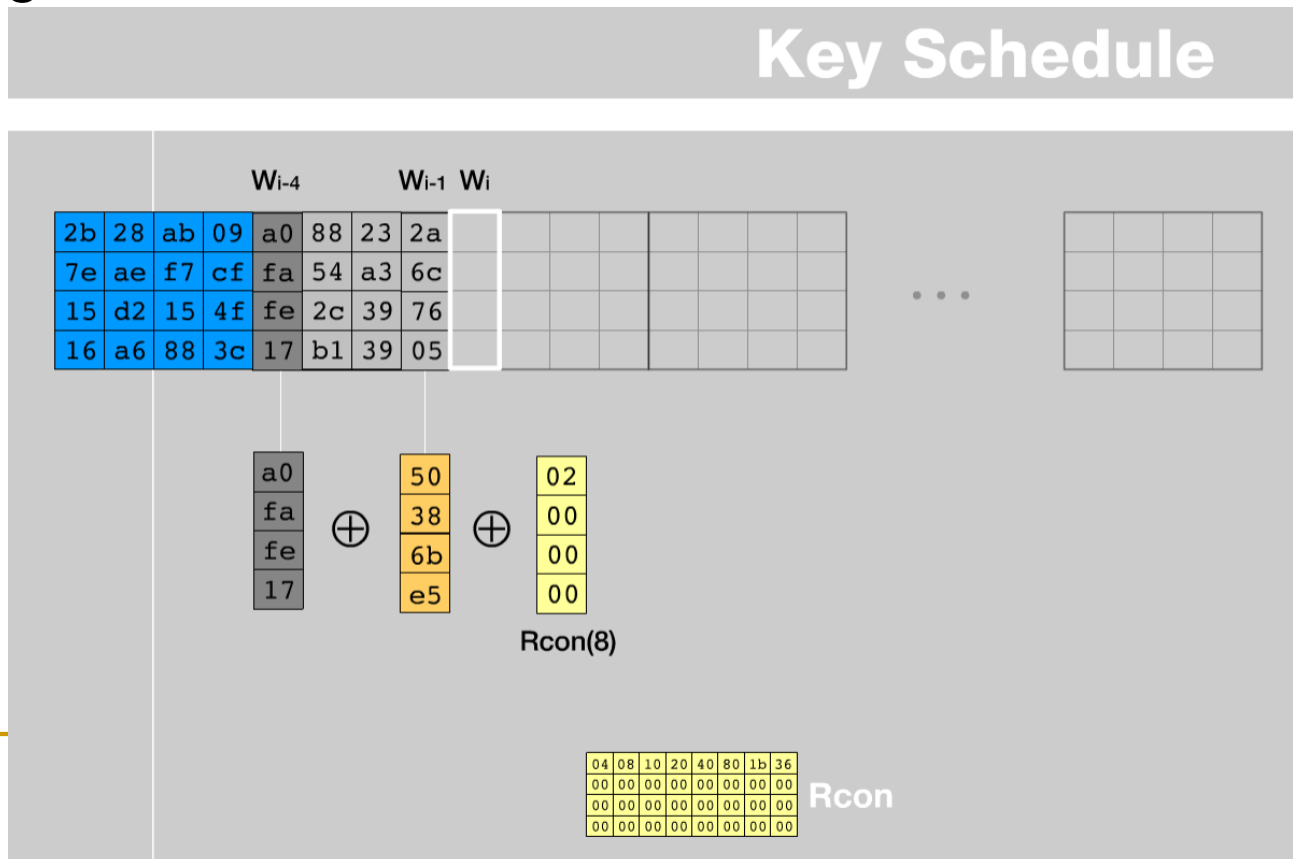 Key Schedule
Wi-4 Wi-1 Wi
2b 28 ab 09 a0 88 23 2a
7e ae f7 cf fa 54 a3 6c
15 d2 15 4f fe 2c 39 76
16 a6 88 3c 17 b1 39 05
...
a0 50 02
fa 38 00
⊕ ⊕
fe 6b 00
17 e5 00
Rcon(8)
04 08 10 20 40 80 1b 36
00 00 00 00 00 00 00 00
Rcon
00 00 00 00 00 00 00 00
00 00 00 00 00 00 00 00